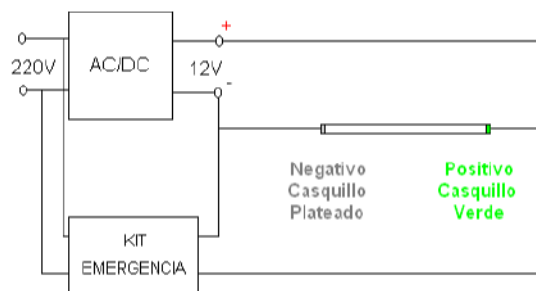 +
AC/DC
220V
12V
-
Negativo
Casquillo
Plateado
Positivo
Casquillo
Verde
KIT
EMERGENCIA